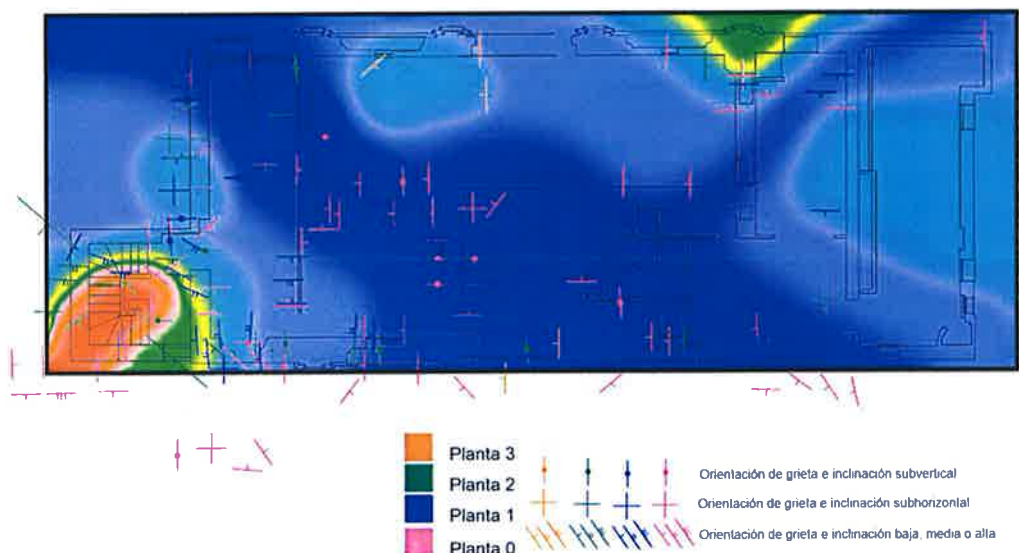 Planta 3
Planta 2
Planta 1
Planta 0
Orientación de grieta e inclinación subvertical
Orientación de grieta e inclinación subhorizontal
Orientación de grieta e inclinación baja, media o alta